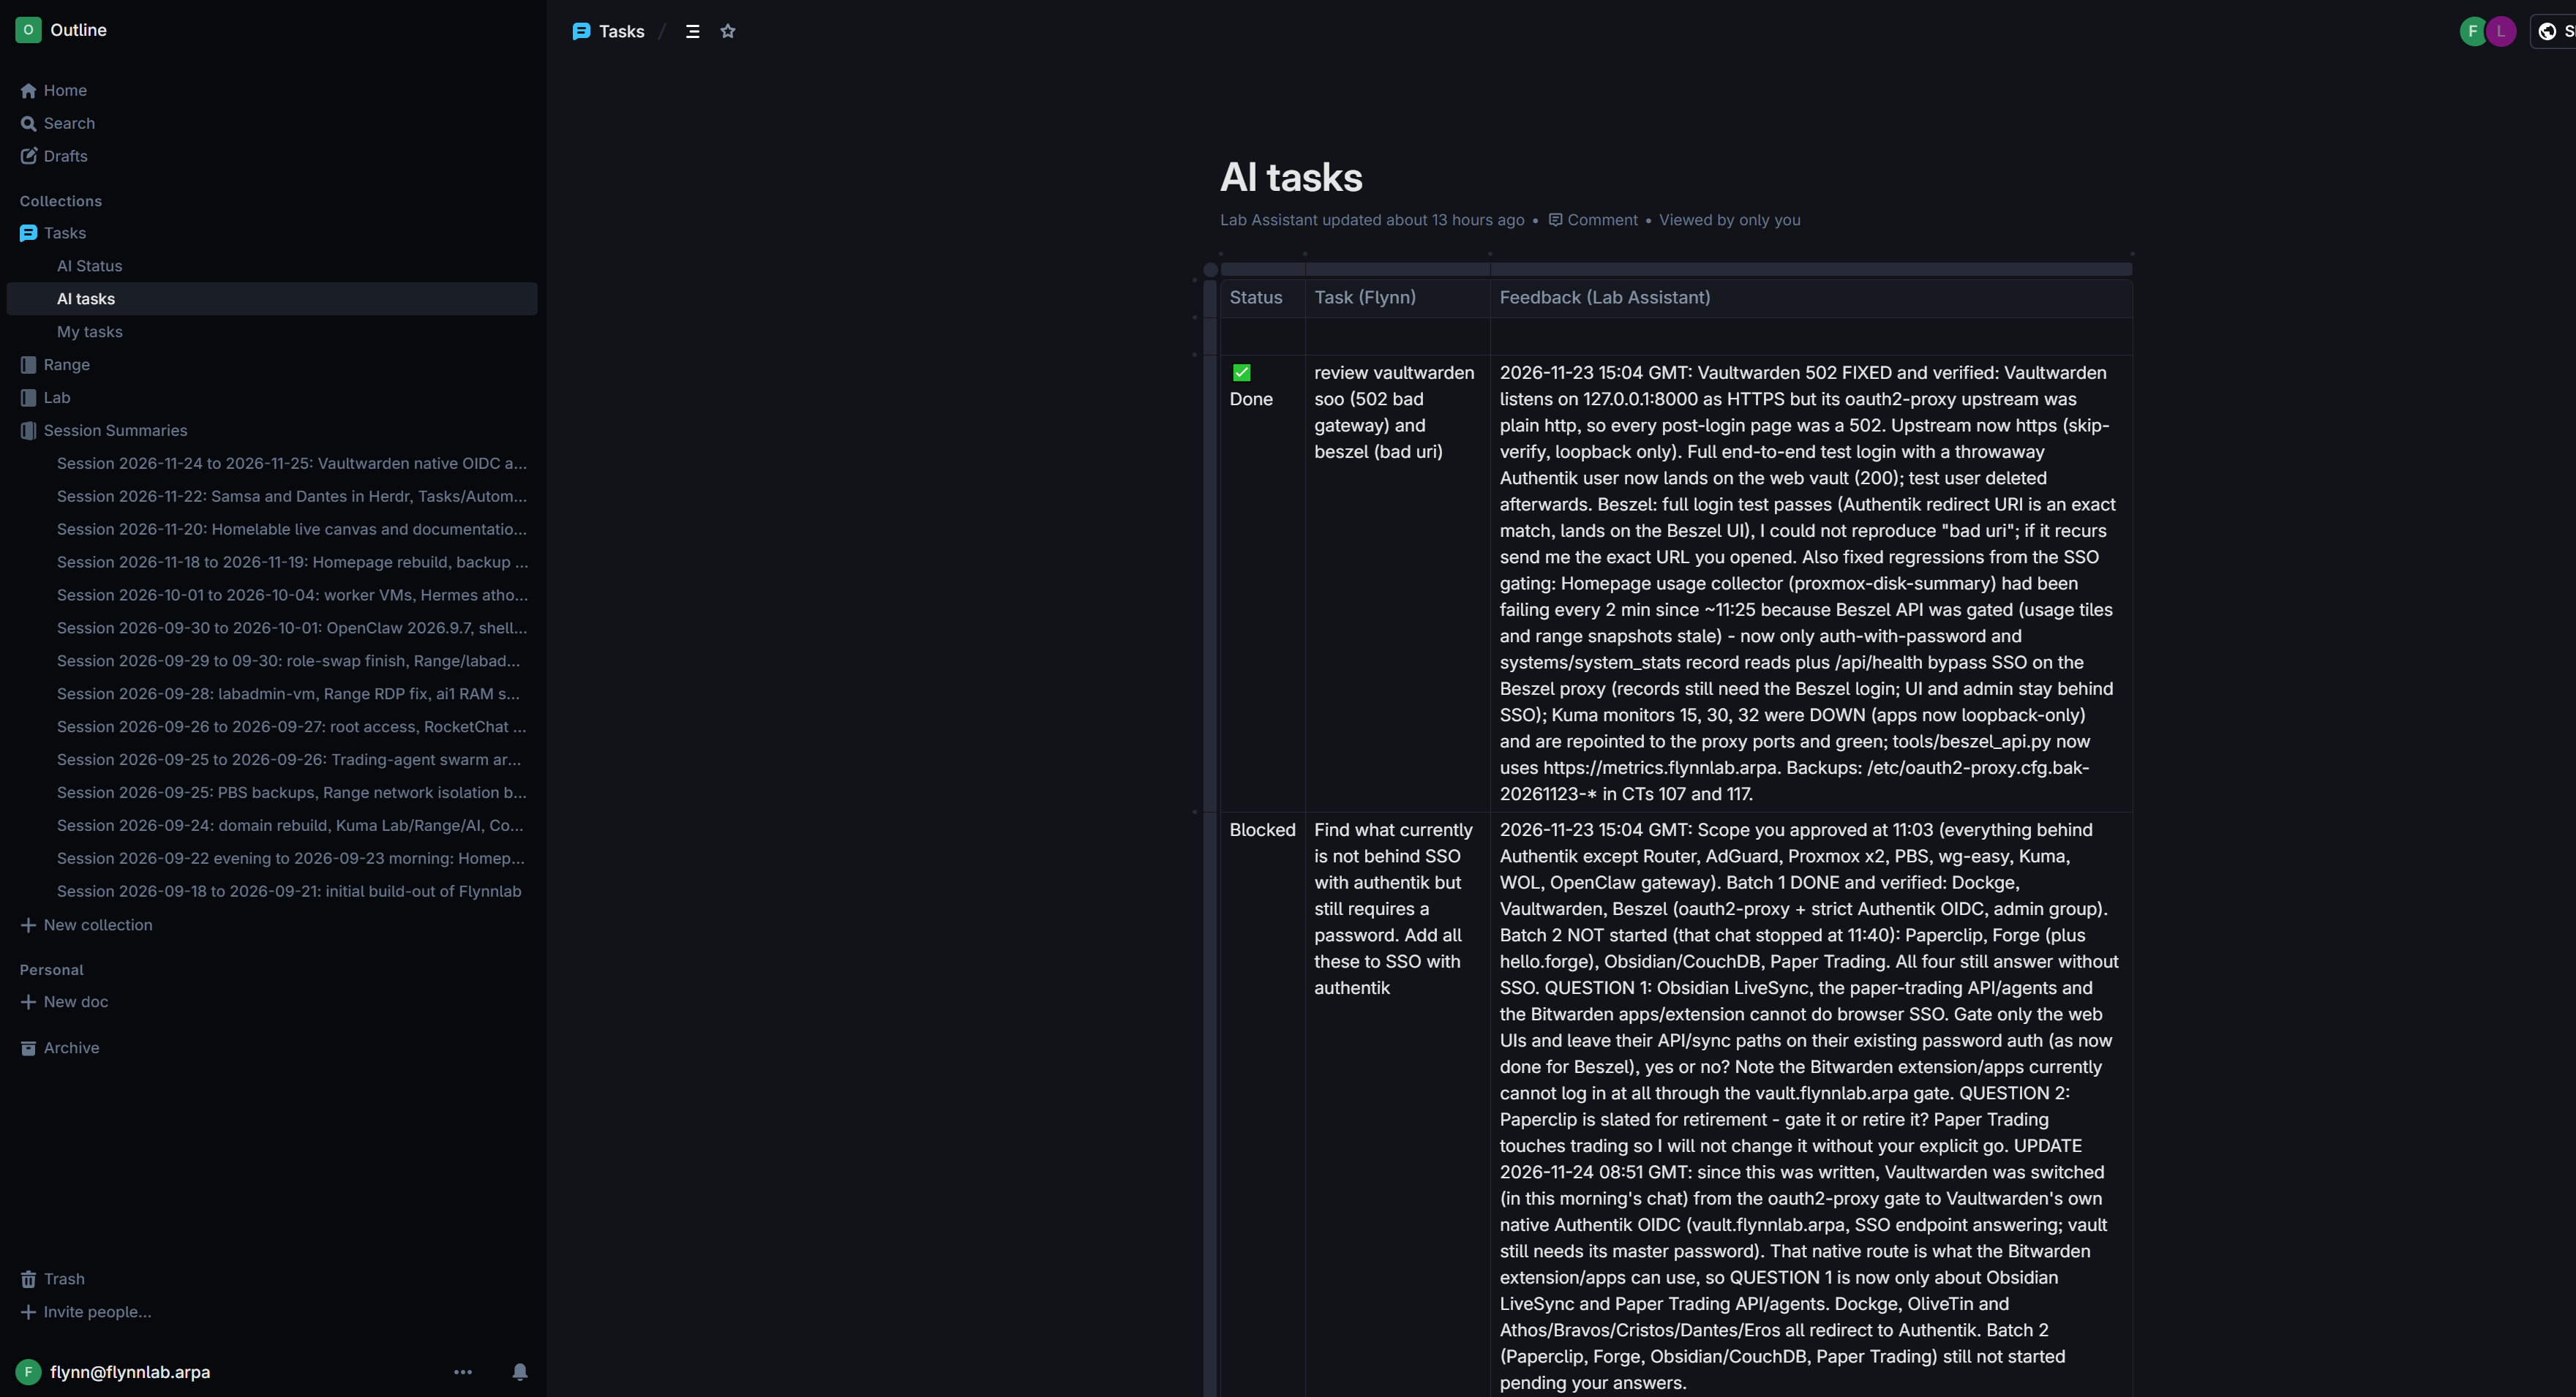 O
Outline
Home
Search
Drafts
Collections
Tasks
AI Status
AI tasks
My tasks
Range
Lab
Session Summaries
Session 2026-11-24 to 2026-11-25: Vaultwarden native OIDC a...
Session 2026-11-22: Samsa and Dantes in Herdr, Tasks/Autom...
Session 2026-11-20: Homelable live canvas and documentatio...
Session 2026-11-18 to 2026-11-19: Homepage rebuild, backup ...
Session 2026-10-01 to 2026-10-04: worker VMs, Hermes atho...
Session 2026-09-30 to 2026-10-01: OpenClaw 2026.9.7, shell...
Session 2026-09-29 to 09-30: role-swap finish, Range/labad...
Session 2026-09-28: labadmin-vm, Range RDP fix, ai1 RAM s...
Session 2026-09-26 to 2026-09-27: root access, RocketChat ...
Session 2026-09-25 to 2026-09-26: Trading-agent swarm ar...
Session 2026-09-25: PBS backups, Range network isolation b...
Session 2026-09-24: domain rebuild, Kuma Lab/Range/AI, Co...
Session 2026-09-22 evening to 2026-09-23 morning: Homep...
Session 2026-09-18 to 2026-09-21: initial build-out of Flynnlab
New collection
Personal
New doc
Archive
Trash
Invite people...
F
flynn@flynnlab.arpa
Tasks /
F
L
S
AI tasks
Lab Assistant updated about 13 hours ago • Comment • Viewed by only you
Status
Task (Flynn)
Feedback (Lab Assistant)
✅
Done
review vaultwarden
soo (502 bad
gateway) and
beszel (bad uri)
2026-11-23 15:04 GMT: Vaultwarden 502 FIXED and verified: Vaultwarden
listens on 127.0.0.1:8000 as HTTPS but its oauth2-proxy upstream was
plain http, so every post-login page was a 502. Upstream now https (skip-
verify, loopback only). Full end-to-end test login with a throwaway
Authentik user now lands on the web vault (200); test user deleted
afterwards. Beszel: full login test passes (Authentik redirect URI is an exact
match, lands on the Beszel UI), I could not reproduce "bad uri"; if it recurs
send me the exact URL you opened. Also fixed regressions from the SSO
gating: Homepage usage collector (proxmox-disk-summary) had been
failing every 2 min since ~11:25 because Beszel API was gated (usage tiles
and range snapshots stale) - now only auth-with-password and
systems/system_stats record reads plus /api/health bypass SSO on the
Beszel proxy (records still need the Beszel login; UI and admin stay behind
SSO); Kuma monitors 15, 30, 32 were DOWN (apps now loopback-only)
and are repointed to the proxy ports and green; tools/beszel_api.py now
uses https://metrics.flynnlab.arpa. Backups: /etc/oauth2-proxy.cfg.bak-
20261123-* in CTs 107 and 117.
Blocked
Find what currently
is not behind SSO
with authentik but
still requires a
password. Add all
these to SSO with
authentik
2026-11-23 15:04 GMT: Scope you approved at 11:03 (everything behind
Authentik except Router, AdGuard, Proxmox x2, PBS, wg-easy, Kuma,
WOL, OpenClaw gateway). Batch 1 DONE and verified: Dockge,
Vaultwarden, Beszel (oauth2-proxy + strict Authentik OIDC, admin group).
Batch 2 NOT started (that chat stopped at 11:40): Paperclip, Forge (plus
hello.forge), Obsidian/CouchDB, Paper Trading. All four still answer without
SSO. QUESTION 1: Obsidian LiveSync, the paper-trading API/agents and
the Bitwarden apps/extension cannot do browser SSO. Gate only the web
UIs and leave their API/sync paths on their existing password auth (as now
done for Beszel), yes or no? Note the Bitwarden extension/apps currently
cannot log in at all through the vault.flynnlab.arpa gate. QUESTION 2:
Paperclip is slated for retirement - gate it or retire it? Paper Trading
touches trading so I will not change it without your explicit go. UPDATE
2026-11-24 08:51 GMT: since this was written, Vaultwarden was switched
(in this morning's chat) from the oauth2-proxy gate to Vaultwarden's own
native Authentik OIDC (vault.flynnlab.arpa, SSO endpoint answering; vault
still needs its master password). That native route is what the Bitwarden
extension/apps can use, so QUESTION 1 is now only about Obsidian
LiveSync and Paper Trading API/agents. Dockge, OliveTin and
Athos/Bravos/Cristos/Dantes/Eros all redirect to Authentik. Batch 2
(Paperclip, Forge, Obsidian/CouchDB, Paper Trading) still not started
pending your answers.